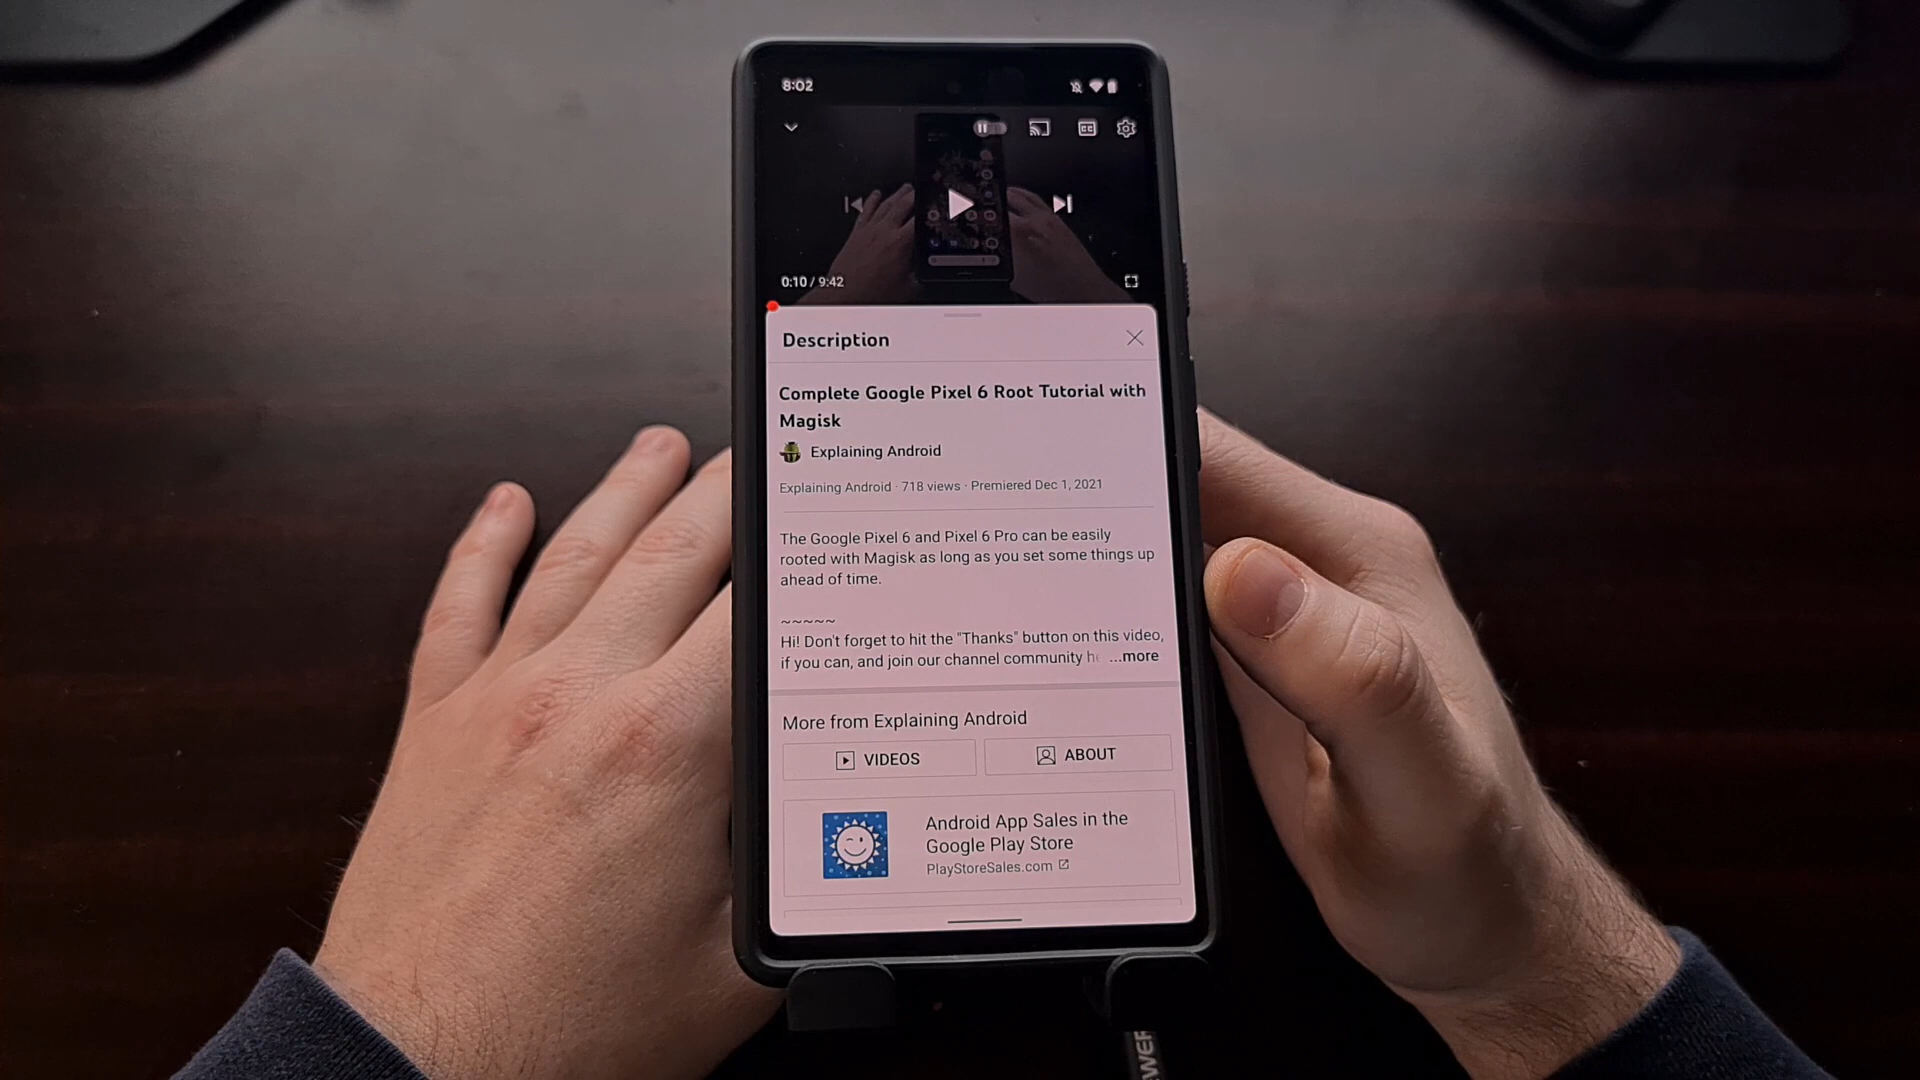 8:02
CC
0:10 / 9:42
Description
Complete Google Pixel 6 Root Tutorial with
Magisk
Explaining Android
Explaining Android · 718 views · Premiered Dec 1, 2021
The Google Pixel 6 and Pixel 6 Pro can be easily
rooted with Magisk as long as you set some things up
ahead of time.
~~~~~
Hi! Don't forget to hit the "Thanks" button on this video,
if you can, and join our channel community ...more
More from Explaining Android
VIDEOS
ABOUT
Android App Sales in the
Google Play Store
PlayStoreSales.com